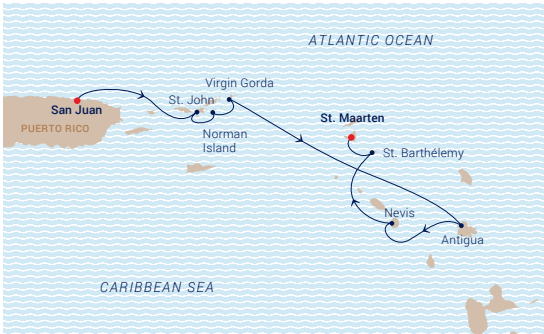 ATLANTIC OCEAN
Virgin Gorda
St. John
San Juan
St. Maarten
PUERTO RICO
Norman
Island
St. Barthélemy
Nevis
Antigua
CARIBBEAN SEA